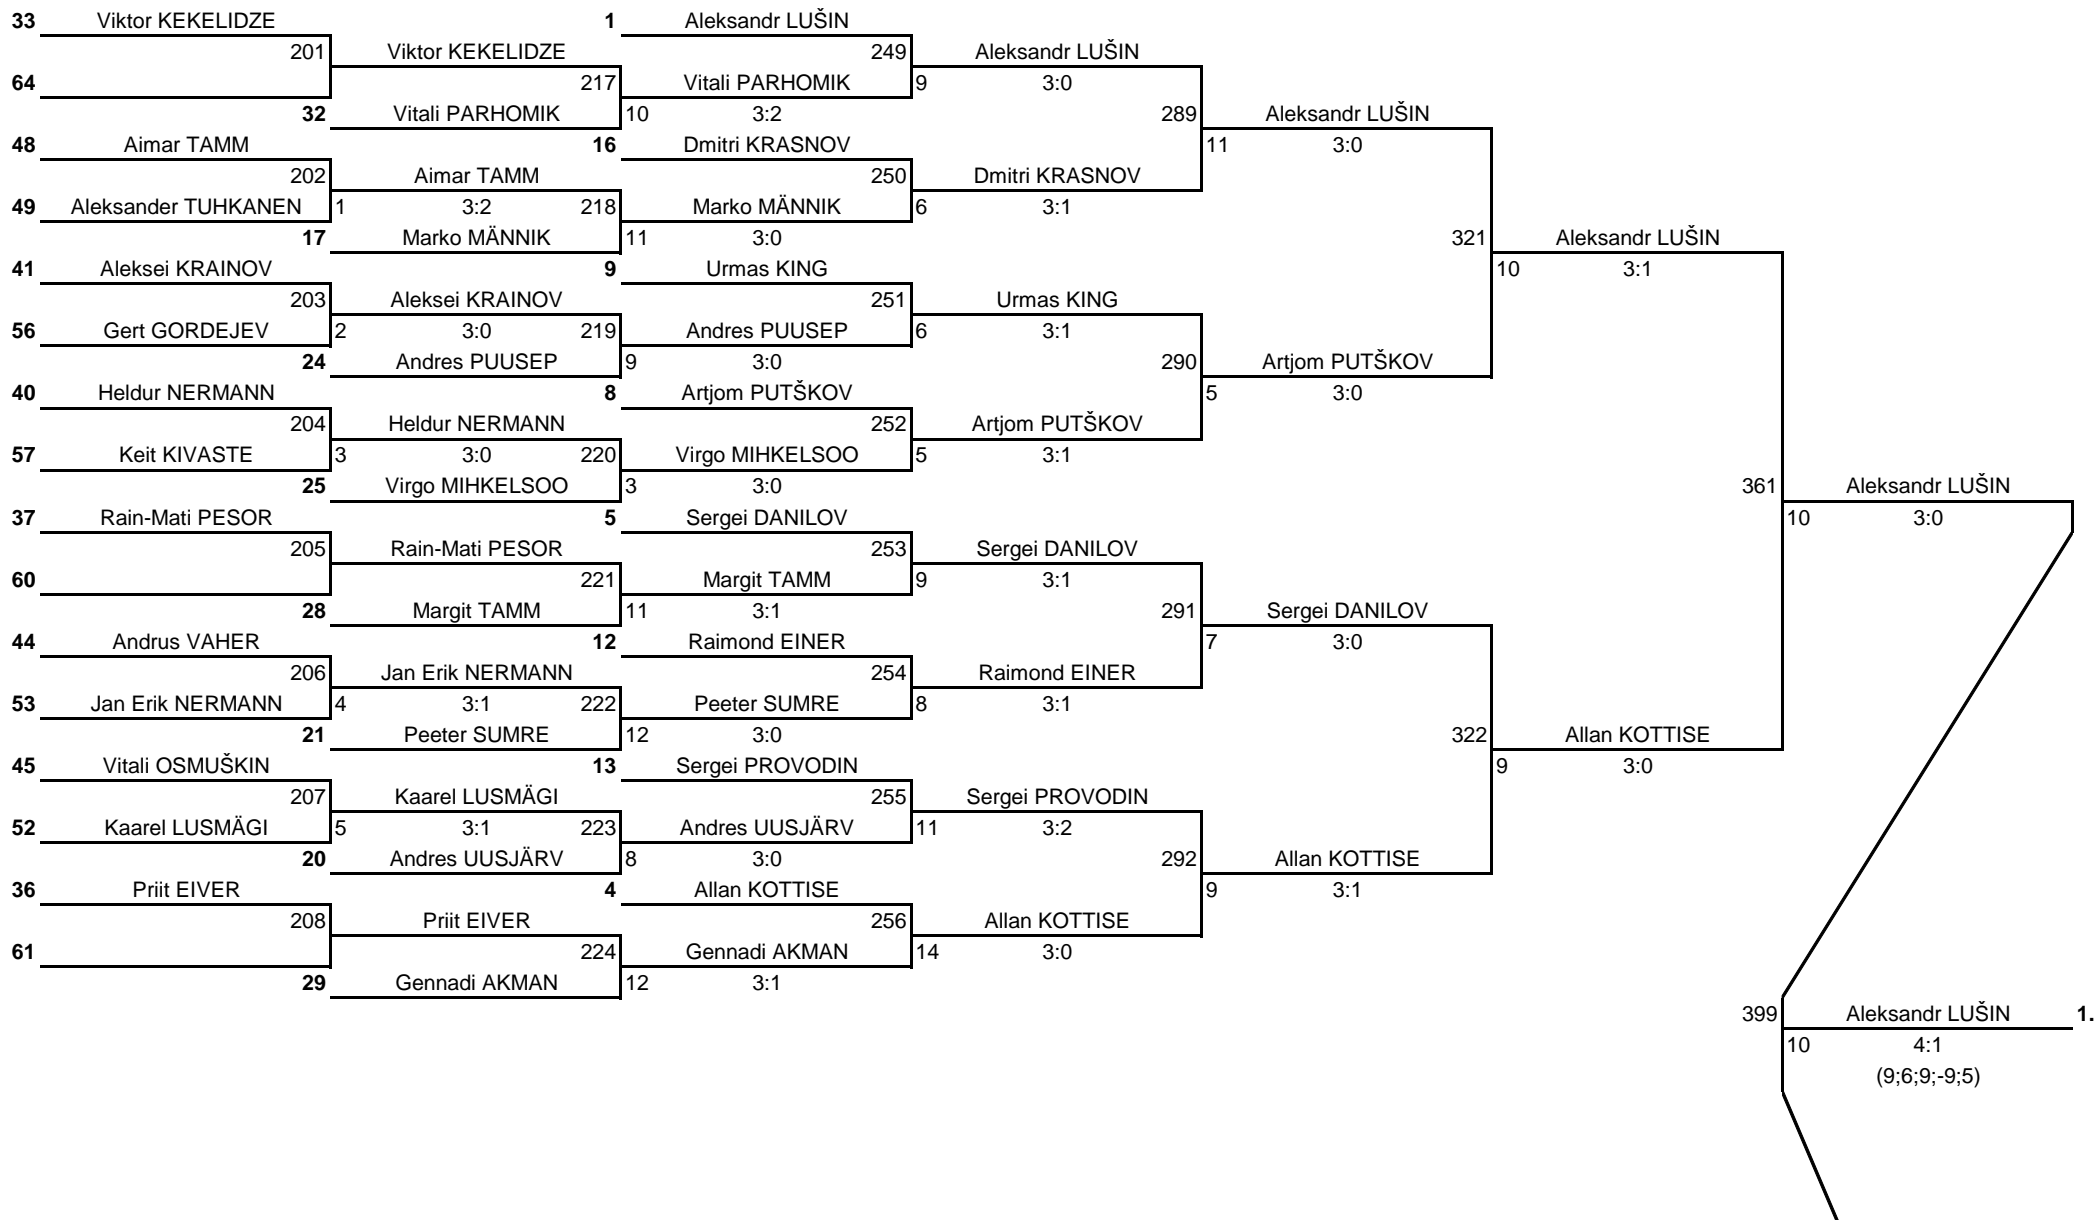 33 Viktor KEKELIDZE 1 Aleksandr LUŠIN
201 Viktor KEKELIDZE 249 Aleksandr LUŠIN
64 217 Vitali PARHOMIK 9 3:0
32 Vitali PARHOMIK 10 3:2 289 Aleksandr LUŠIN
48 Aimar TAMM 16 Dmitri KRASNOV 11 3:0
202 Aimar TAMM 250 Dmitri KRASNOV
49 Aleksander TUHKANEN 1 3:2 218 Marko MÄNNIK 6 3:1
17 Marko MÄNNIK 11 3:0 321 Aleksandr LUŠIN
41 Aleksei KRAINOV 9 Urmas KING 10 3:1
203 Aleksei KRAINOV 251 Urmas KING
56 Gert GORDEJEV 2 3:0 219 Andres PUUSEP 6 3:1
24 Andres PUUSEP 9 3:0 290 Artjom PUTŠKOV
40 Heldur NERMANN 8 Artjom PUTŠKOV 5 3:0
204 Heldur NERMANN 252 Artjom PUTŠKOV
57 Keit KIVASTE 3 3:0 220 Virgo MIHKELSOO 5 3:1
25 Virgo MIHKELSOO 3 3:0 361 Aleksandr LUŠIN
37 Rain-Mati PESOR 5 Sergei DANILOV 10 3:0
205 Rain-Mati PESOR 253 Sergei DANILOV
60 221 Margit TAMM 9 3:1
28 Margit TAMM 11 3:1 291 Sergei DANILOV
44 Andrus VAHER 12 Raimond EINER 7 3:0
206 Jan Erik NERMANN 254 Raimond EINER
53 Jan Erik NERMANN 4 3:1 222 Peeter SUMRE 8 3:1
21 Peeter SUMRE 12 3:0 322 Allan KOTTISE
45 Vitali OSMUŠKIN 13 Sergei PROVODIN 9 3:0
207 Kaarel LUSMÄGI 255 Sergei PROVODIN
52 Kaarel LUSMÄGI 5 3:1 223 Andres UUSJÄRV 11 3:2
20 Andres UUSJÄRV 8 3:0 292 Allan KOTTISE
36 Priit EIVER 4 Allan KOTTISE 9 3:1
208 Priit EIVER 256 Allan KOTTISE
61 224 Gennadi AKMAN 14 3:0
29 Gennadi AKMAN 12 3:1
399 Aleksandr LUŠIN 1.
10 4:1
(9;6;9;-9;5)